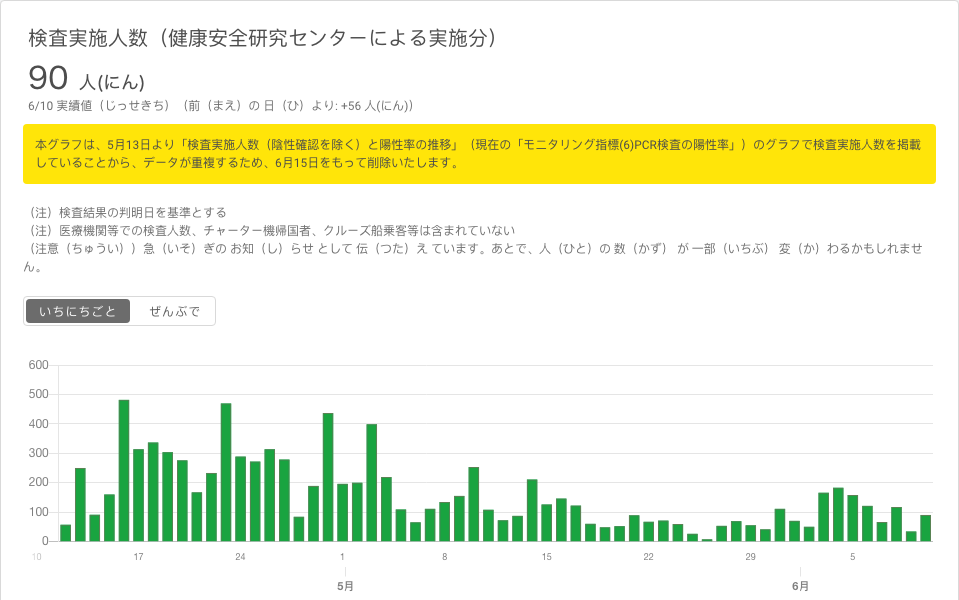 検査実施人数（健康安全研究センターによる実施分）
90 人(にん)
6/10 実績値（じっせきち）（前（まえ）の 日（ひ）より: +56 人(にん)）
本グラフは、5月13日より「検査実施人数（陰性確認を除く）と陽性率の推移」（現在の「モニタリング指標(6)PCR検査の陽性率」）のグラフで検査実施人数を掲載
していることから、データが重複するため、6月15日をもって削除いたします。
（注）検査結果の判明日を基準とする
（注）医療機関等での検査人数、チャーター機帰国者、クルーズ船乗客等は含まれていない
（注意（ちゅうい））急（いそ）ぎの お知（し）らせ として 伝（つた）え ています。あとで、人（ひと）の 数（かず） が 一部（いちぶ） 変（か）わるかもしれませ
ん。
いちにちごと ぜんぶで
600
500
400
300
200
100
0
10 17 24 1 8 15 22 29 5
5月 6月